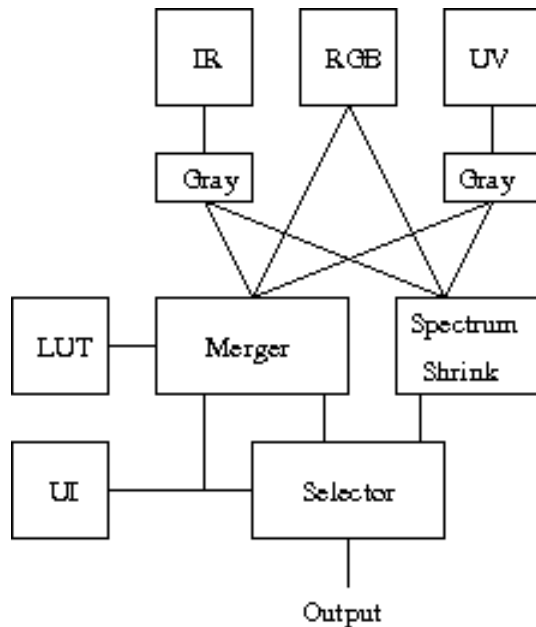 IR
RGB
UV
Gray
Gray
LUT
Merger
Spectrum
Shrink
UI
Selector
Output